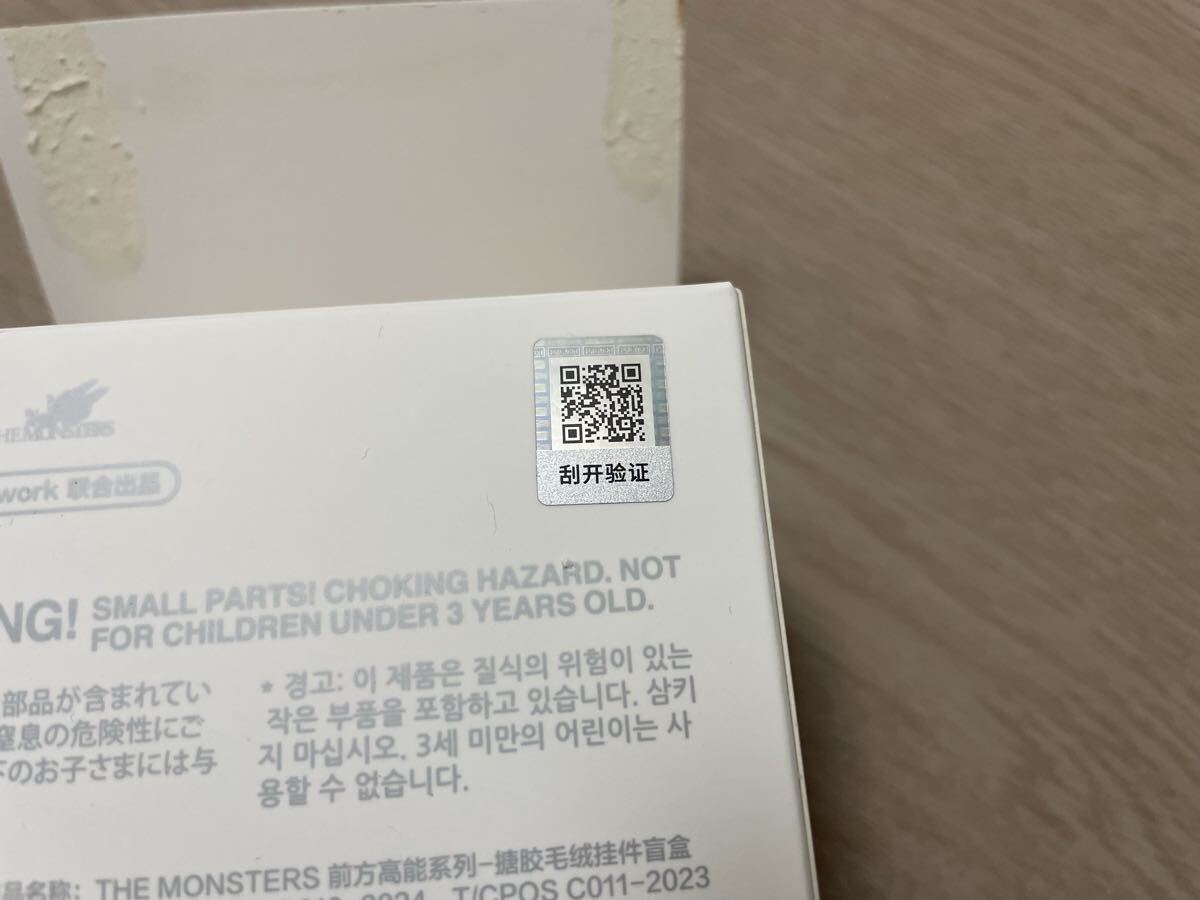 THE MONSTERS
work 联合出品
刮开验证
NG! SMALL PARTS! CHOKING HAZARD. NOT
FOR CHILDREN UNDER 3 YEARS OLD.
部品が含まれてい
窒息の危険性にご
下のお子さまには与
* 경고: 이 제품은 질식의 위험이 있는
작은 부품을 포함하고 있습니다. 삼키
지 마십시오. 3세 미만의 어린이는 사
용할 수 없습니다.
品名称: THE MONSTERS 前方高能系列-搪胶毛绒挂件盲盒
2024 T/CPQS C011-2023